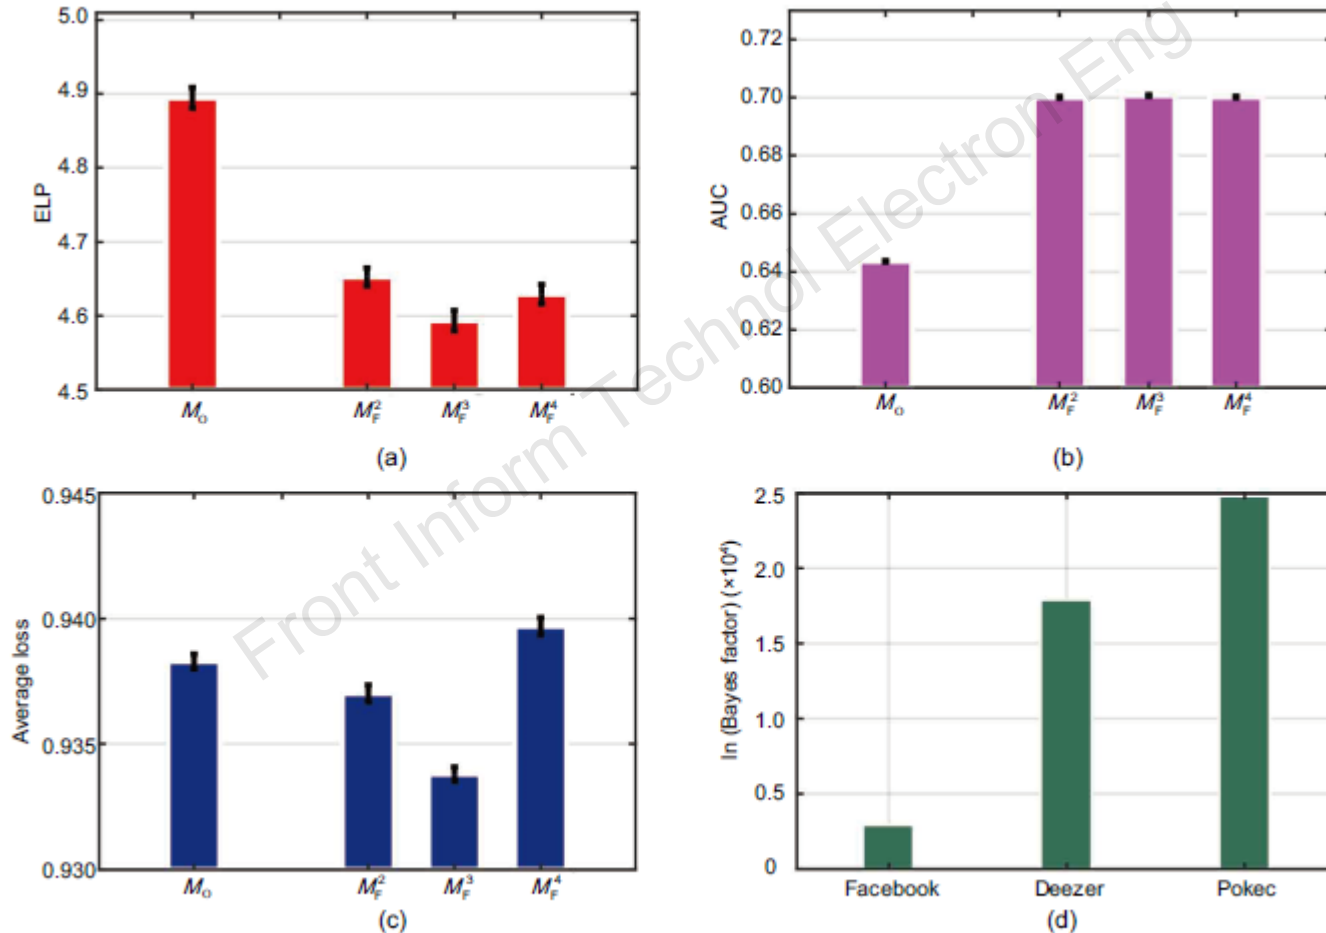 5.0
4.9
4.8
4.7
4.6
4.5
ELP
M_O
M_F^2
M_F^3
M_F^4
(a)
0.72
0.70
0.68
0.66
0.64
0.62
0.60
AUC
M_O
M_F^2
M_F^3
M_F^4
(b)
0.945
0.940
0.935
0.930
Average loss
M_O
M_F^2
M_F^3
M_F^4
(c)
2.5
2.0
1.5
1.0
0.5
0
ln (Bayes factor) (×10⁴)
Facebook Deezer Pokec
(d)
Front Inform Technol Electron Eng